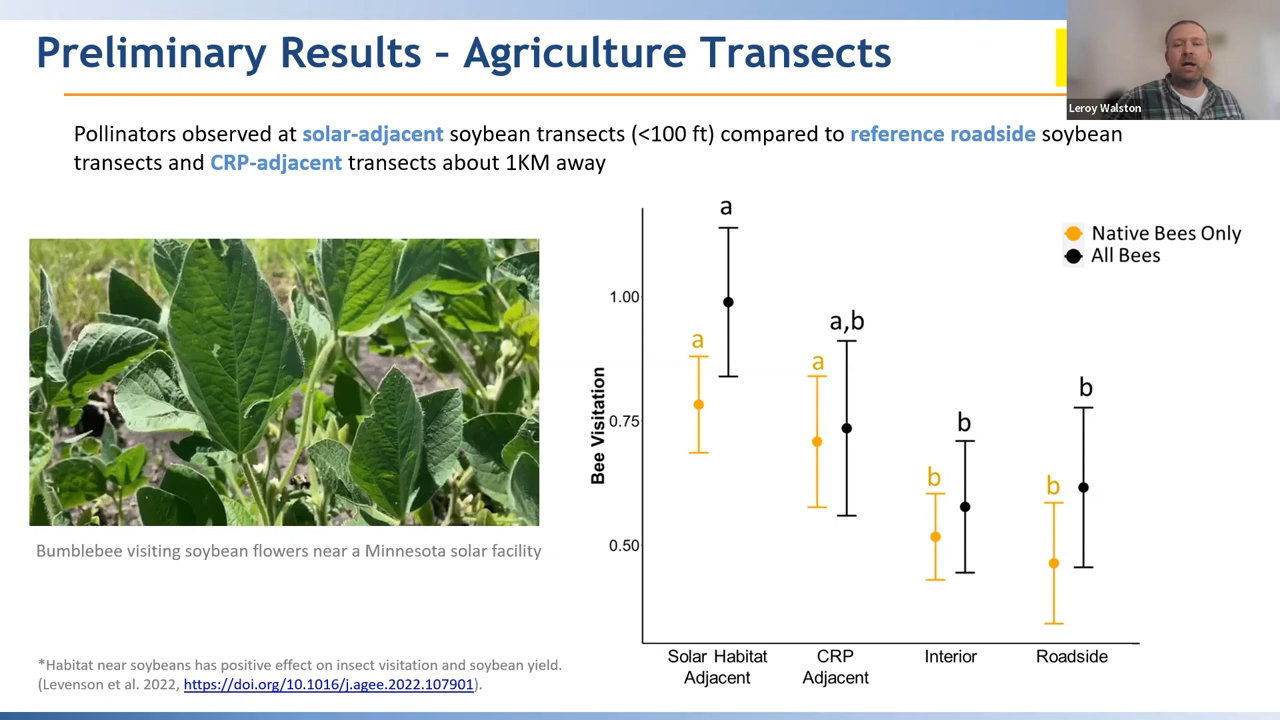 Preliminary Results – Agriculture Transects
Leroy Walston
Pollinators observed at solar-adjacent soybean transects (<100 ft) compared to reference roadside soybean
transects and CRP-adjacent transects about 1KM away
Native Bees Only
All Bees
Bee Visitation
1.00
0.75
0.50
a
a
a
a,b
b
b
b
b
Solar Habitat
Adjacent
CRP
Adjacent
Interior
Roadside
Bumblebee visiting soybean flowers near a Minnesota solar facility
*Habitat near soybeans has positive effect on insect visitation and soybean yield.
(Levenson et al. 2022, https://doi.org/10.1016/j.agee.2022.107901).